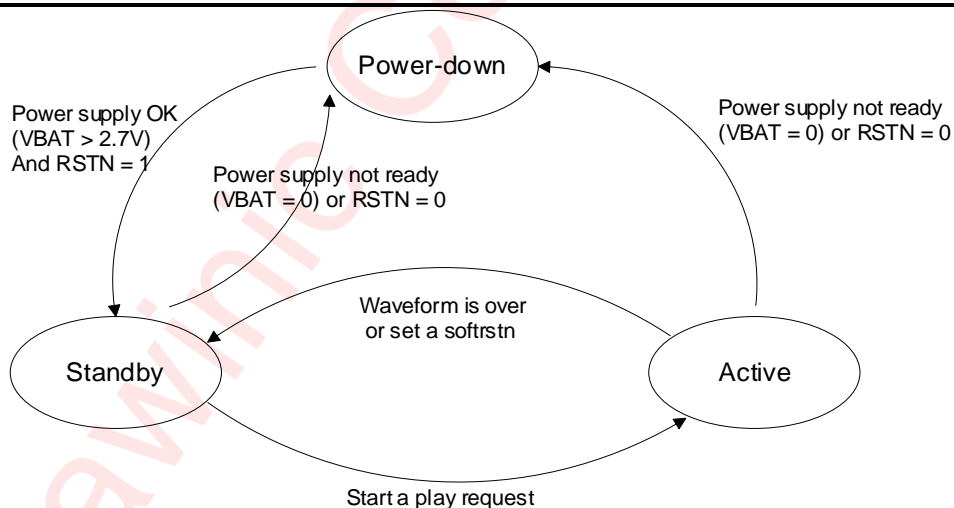 Power-down
Power supply OK
(VBAT > 2.7V)
And RSTN = 1
Power supply not ready
(VBAT = 0) or RSTN = 0
Power supply not ready
(VBAT = 0) or RSTN = 0
Waveform is over
or set a softrstn
Standby
Active
Start a play request
awinic